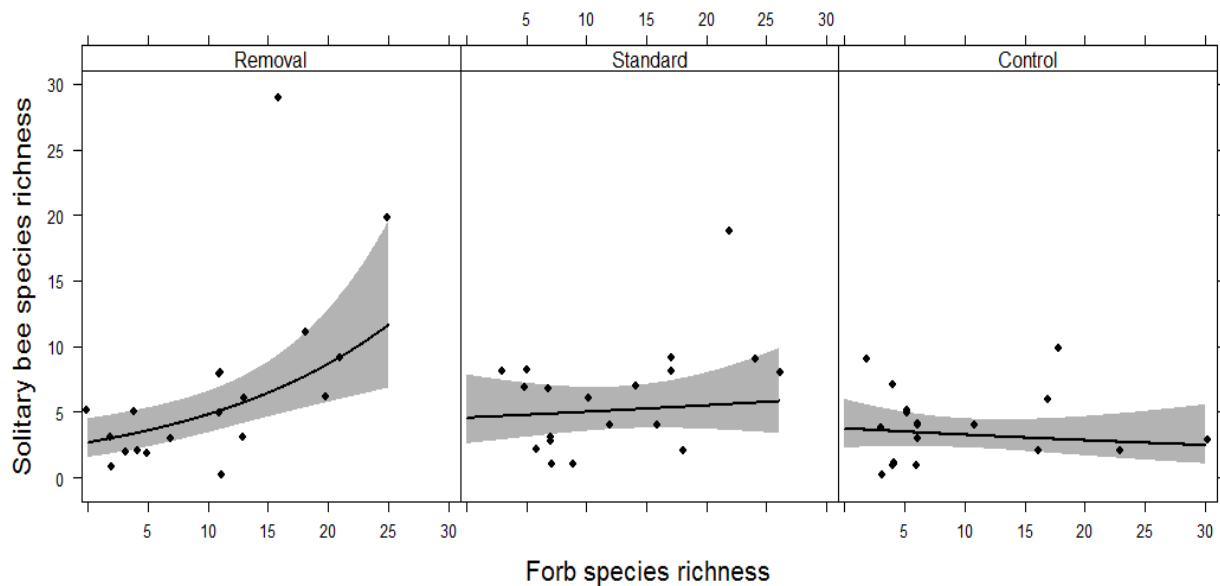 5 10 15 20 25 30
Removal Standard Control
30
25
20
15
10
5
0
Solitary bee species richness
5 10 15 20 25 30 5 10 15 20 25 30
Forb species richness